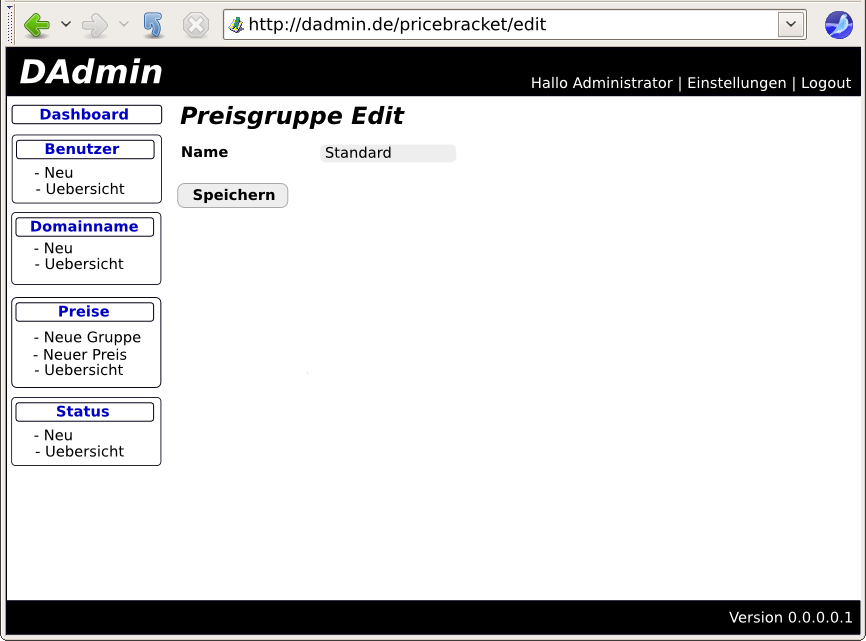 http://dadmin.de/pricebracket/edit
DAdmin
Hallo Administrator | Einstellungen | Logout
Dashboard
Benutzer
- Neu
- Uebersicht
Domainname
- Neu
- Uebersicht
Preise
- Neue Gruppe
- Neuer Preis
- Uebersicht
Status
- Neu
- Uebersicht
Preisgruppe Edit
Name Standard
Speichern
Version 0.0.0.0.1